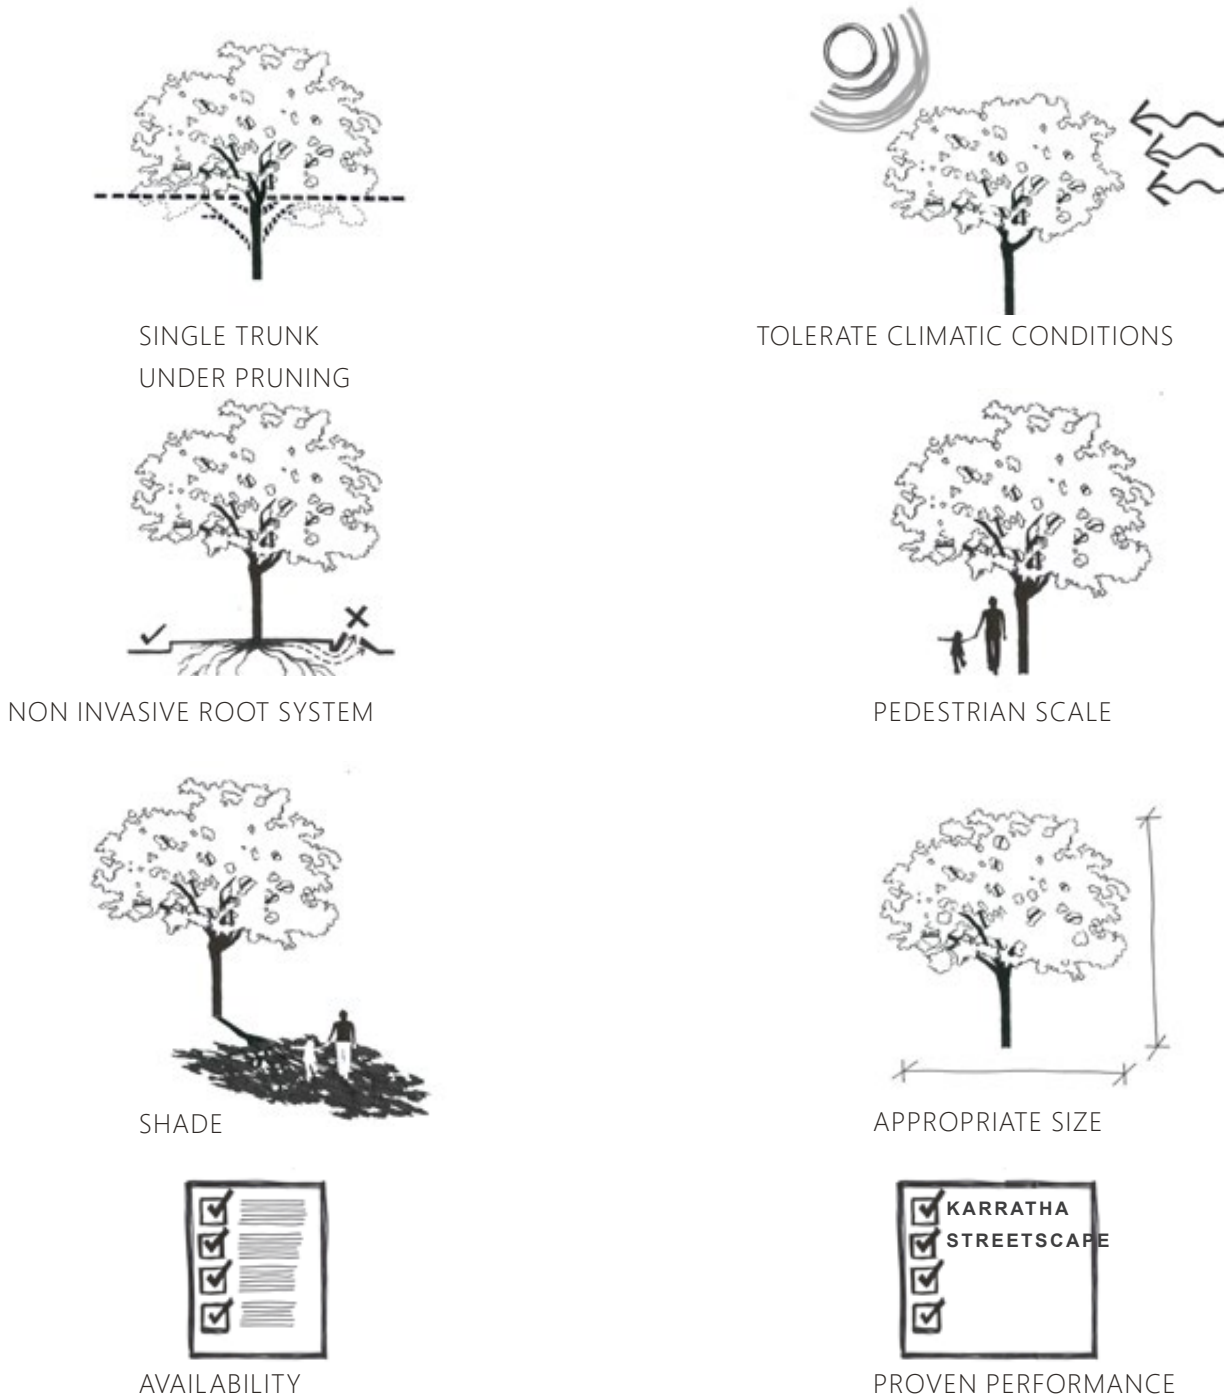 SINGLE TRUNK
UNDER PRUNING
TOLERATE CLIMATIC CONDITIONS
NON INVASIVE ROOT SYSTEM
PEDESTRIAN SCALE
SHADE
APPROPRIATE SIZE
KARRATHA
STREETSCAPE
AVAILABILITY
PROVEN PERFORMANCE